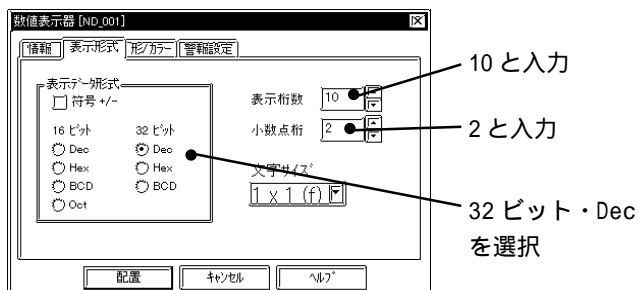 数値表示器 [ND_001]
情報 表示形式 形/カラー 警報設定
表示ﾃﾞｰﾀ形式
符号 +/-
16 ﾋﾞｯﾄ 32 ﾋﾞｯﾄ
Dec Dec
Hex Hex
BCD BCD
Oct
表示桁数 10
小数点桁 2
文字ｻｲｽﾞ
1 x 1 (f)
配置 ｷｬﾝｾﾙ ﾍﾙﾌﾟ
10 と入力
2 と入力
32 ビット・Dec
を選択